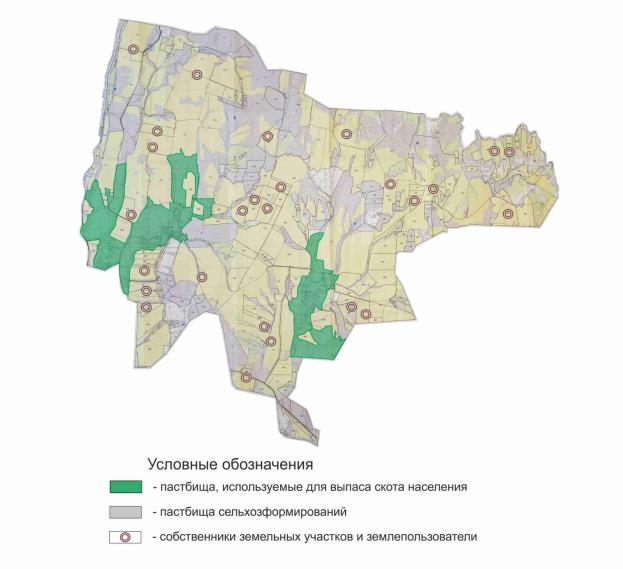 Условные обозначения
- пастбища, используемые для выпаса скота населения
- пастбища сельхозформирований
- собственники земельных участков и землепользователи